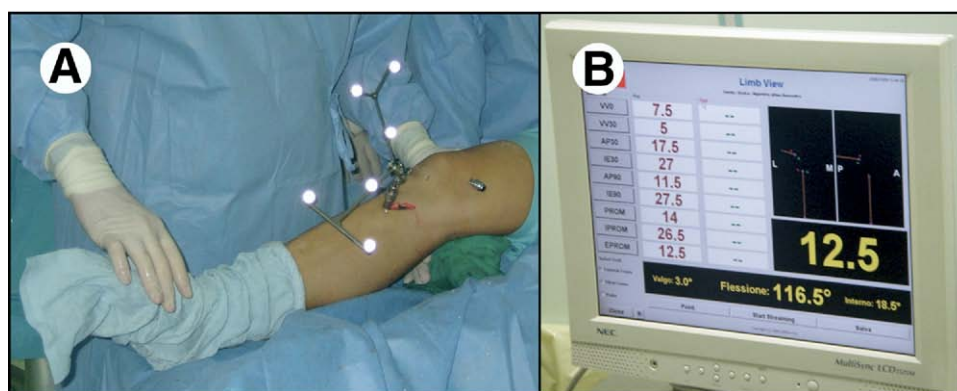 A
B
Limb View
VV0 7.5 --
VV30 5 --
AP30 17.5 --
IE30 27 --
AP90 11.5 --
IE90 27.5 --
PROM 14 --
IPROM 26.5 --
EPROM 12.5 --
L M P A
12.5
Valgo: 3.0° Flessione: 116.5° Interno: 18.5°
Point Start Streaming Salva
NEC
MultiSync LCD